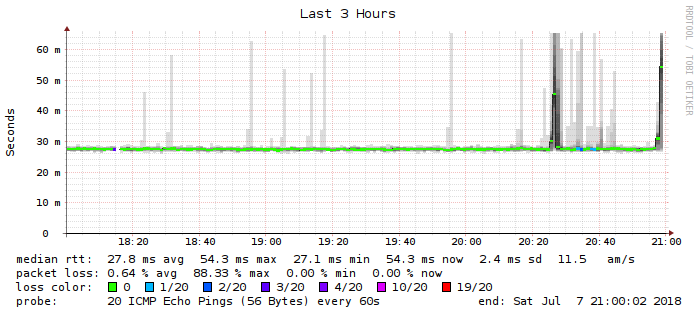 Last 3 Hours
RRDTOOL / TOBI OETIKER
Seconds
60 m
50 m
40 m
30 m
20 m
10 m
0
18:20 18:40 19:00 19:20 19:40 20:00 20:20 20:40 21:00
median rtt: 27.8 ms avg 54.3 ms max 27.1 ms min 54.3 ms now 2.4 ms sd 11.5 am/s
packet loss: 0.64 % avg 88.33 % max 0.00 % min 0.00 % now
loss color: 0 1/20 2/20 3/20 4/20 10/20 19/20
probe: 20 ICMP Echo Pings (56 Bytes) every 60s end: Sat Jul 7 21:00:02 2018